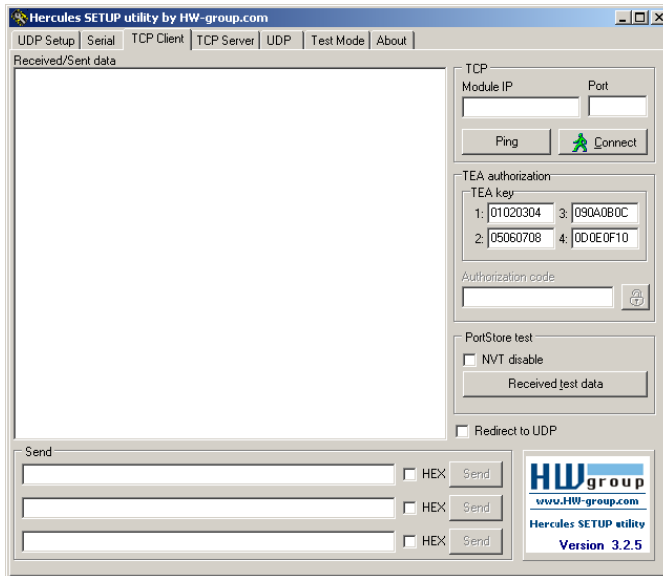 Hercules SETUP utility by HW-group.com
UDP Setup Serial TCP Client TCP Server UDP Test Mode About
Received/Sent data
TCP
Module IP Port
Ping Connect
TEA authorization
TEA key
1: 01020304 3: 090A0B0C
2: 05060708 4: 0D0E0F10
Authorization code
PortStore test
NVT disable
Received test data
Redirect to UDP
Send
HEX Send
HEX Send
HEX Send
HW group
www.HW-group.com
Hercules SETUP utility
Version 3.2.5